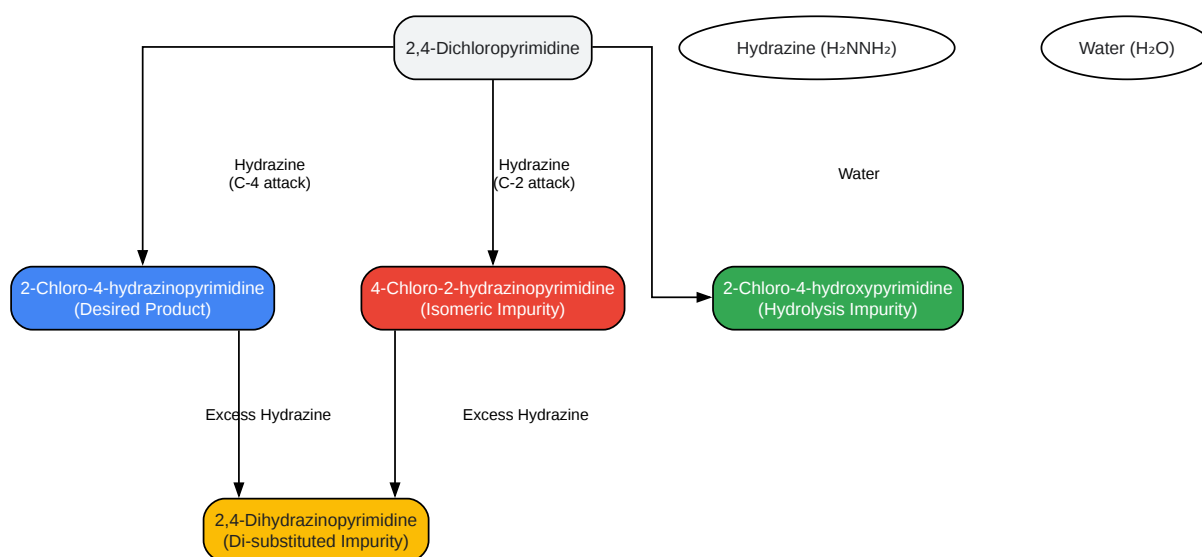 2,4-Dichloropyrimidine
Hydrazine (H₂NNH₂)
Water (H₂O)
Hydrazine
(C-4 attack)
Hydrazine
(C-2 attack)
Water
2-Chloro-4-hydrazinopyrimidine
(Desired Product)
4-Chloro-2-hydrazinopyrimidine
(Isomeric Impurity)
2-Chloro-4-hydroxypyrimidine
(Hydrolysis Impurity)
Excess Hydrazine
Excess Hydrazine
2,4-Dihydrazinopyrimidine
(Di-substituted Impurity)